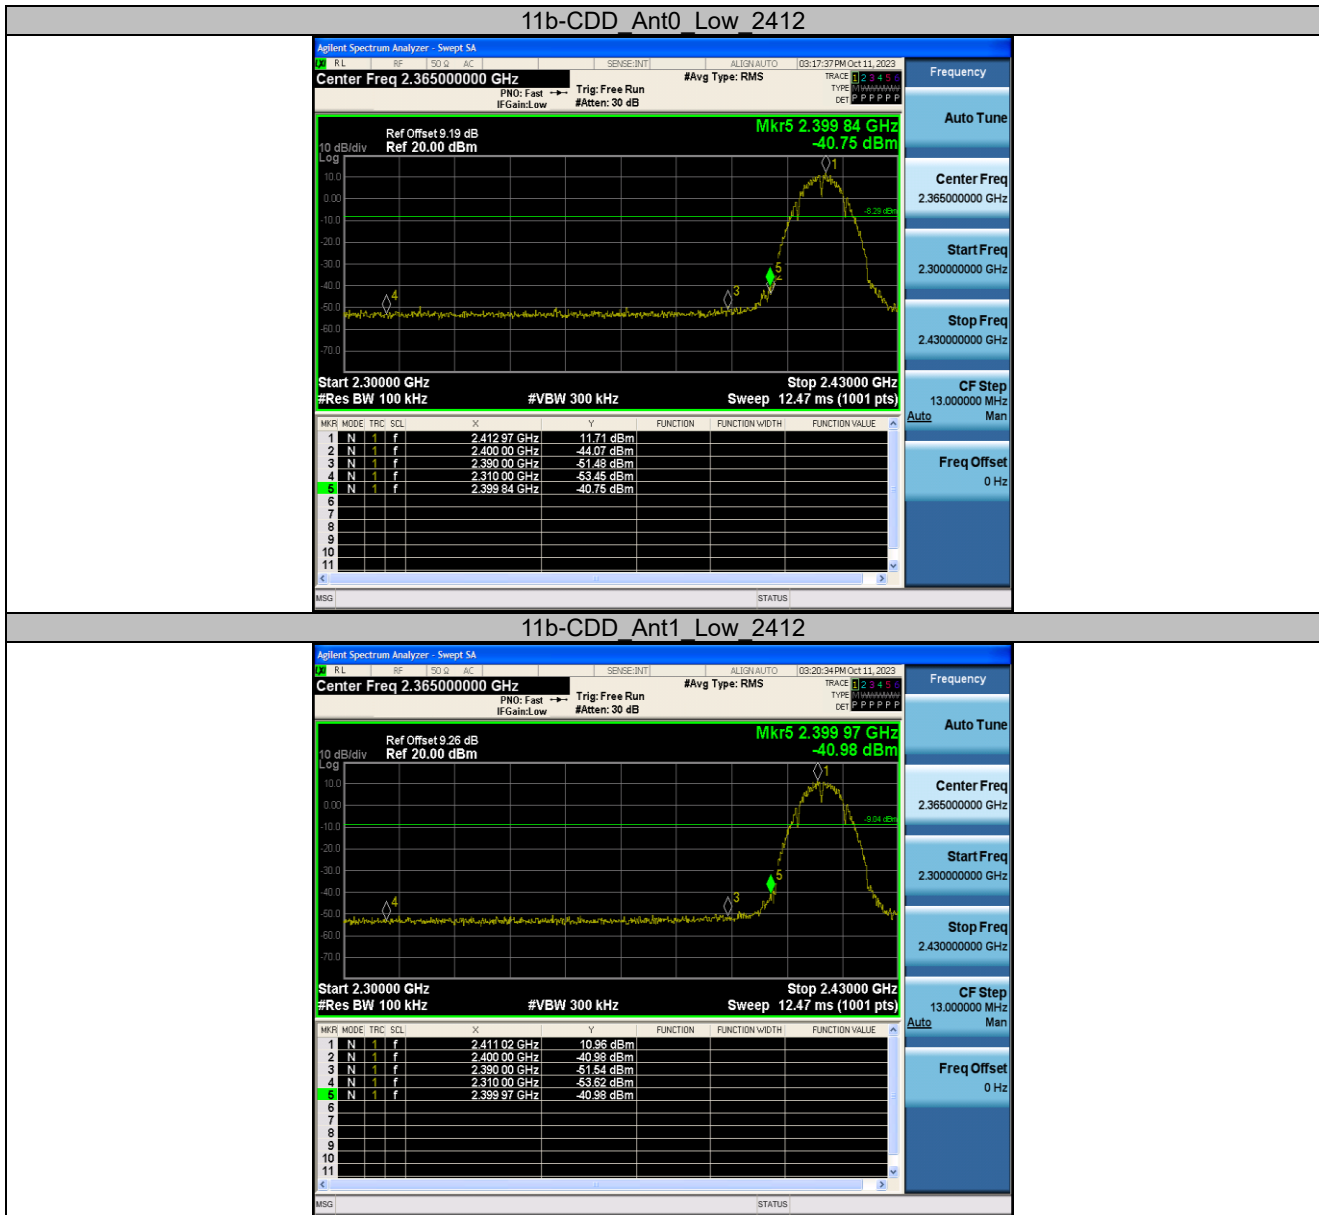 11b-CDD_Ant0_Low_2412
Agilent Spectrum Analyzer - Swept SA
RL RF 50 Ω AC SENSE:INT ALIGN AUTO 03:17:37 PM Oct 11, 2023
Center Freq 2.365000000 GHz #Avg Type: RMS TRACE 1 2 3 4 5 6
PNO: Fast Trig: Free Run TYPE M
IFGain:Low #Atten: 30 dB DET P P P P P P
Frequency
Mkr5 2.399 84 GHz
-40.75 dBm
Ref Offset 9.19 dB
10 dB/div Ref 20.00 dBm
Log
1
10.0
0.00
-8.29 dBm
-10.0
-20.0
-30.0
5
-40.0
2
4
3
-50.0
-60.0
-70.0
Start 2.30000 GHz Stop 2.43000 GHz
#Res BW 100 kHz #VBW 300 kHz Sweep 12.47 ms (1001 pts)
MKR MODE TRC SCL X Y FUNCTION FUNCTION WIDTH FUNCTION VALUE
1 N 1 f 2.412 97 GHz 11.71 dBm
2 N 1 f 2.400 00 GHz -44.07 dBm
3 N 1 f 2.390 00 GHz -51.48 dBm
4 N 1 f 2.310 00 GHz -53.45 dBm
5 N 1 f 2.399 84 GHz -40.75 dBm
6
7
8
9
10
11
MSG STATUS
Auto Tune
Center Freq
2.365000000 GHz
Start Freq
2.300000000 GHz
Stop Freq
2.430000000 GHz
CF Step
13.000000 MHz
Auto Man
Freq Offset
0 Hz
11b-CDD_Ant1_Low_2412
Agilent Spectrum Analyzer - Swept SA
RL RF 50 Ω AC SENSE:INT ALIGN AUTO 03:20:34 PM Oct 11, 2023
Center Freq 2.365000000 GHz #Avg Type: RMS TRACE 1 2 3 4 5 6
PNO: Fast Trig: Free Run TYPE M
IFGain:Low #Atten: 30 dB DET P P P P P P
Frequency
Mkr5 2.399 97 GHz
-40.98 dBm
Ref Offset 9.26 dB
10 dB/div Ref 20.00 dBm
Log
1
10.0
0.00
-9.04 dBm
-10.0
-20.0
-30.0
5
-40.0
4
3
-50.0
-60.0
-70.0
Start 2.30000 GHz Stop 2.43000 GHz
#Res BW 100 kHz #VBW 300 kHz Sweep 12.47 ms (1001 pts)
MKR MODE TRC SCL X Y FUNCTION FUNCTION WIDTH FUNCTION VALUE
1 N 1 f 2.411 02 GHz 10.96 dBm
2 N 1 f 2.400 00 GHz -40.98 dBm
3 N 1 f 2.390 00 GHz -51.54 dBm
4 N 1 f 2.310 00 GHz -53.62 dBm
5 N 1 f 2.399 97 GHz -40.98 dBm
6
7
8
9
10
11
MSG STATUS
Auto Tune
Center Freq
2.365000000 GHz
Start Freq
2.300000000 GHz
Stop Freq
2.430000000 GHz
CF Step
13.000000 MHz
Auto Man
Freq Offset
0 Hz